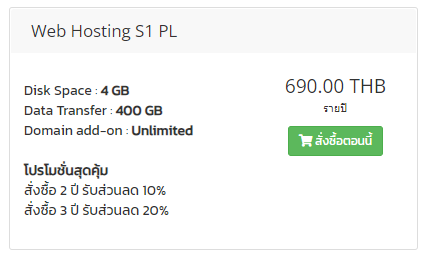 Web Hosting S1 PL
Disk Space : 4 GB
Data Transfer : 400 GB
Domain add-on : Unlimited
โปรโมชั่นสุดคุ้ม
สั่งซื้อ 2 ปี รับส่วนลด 10%
สั่งซื้อ 3 ปี รับส่วนลด 20%
690.00 THB
รายปี
สั่งซื้อตอนนี้